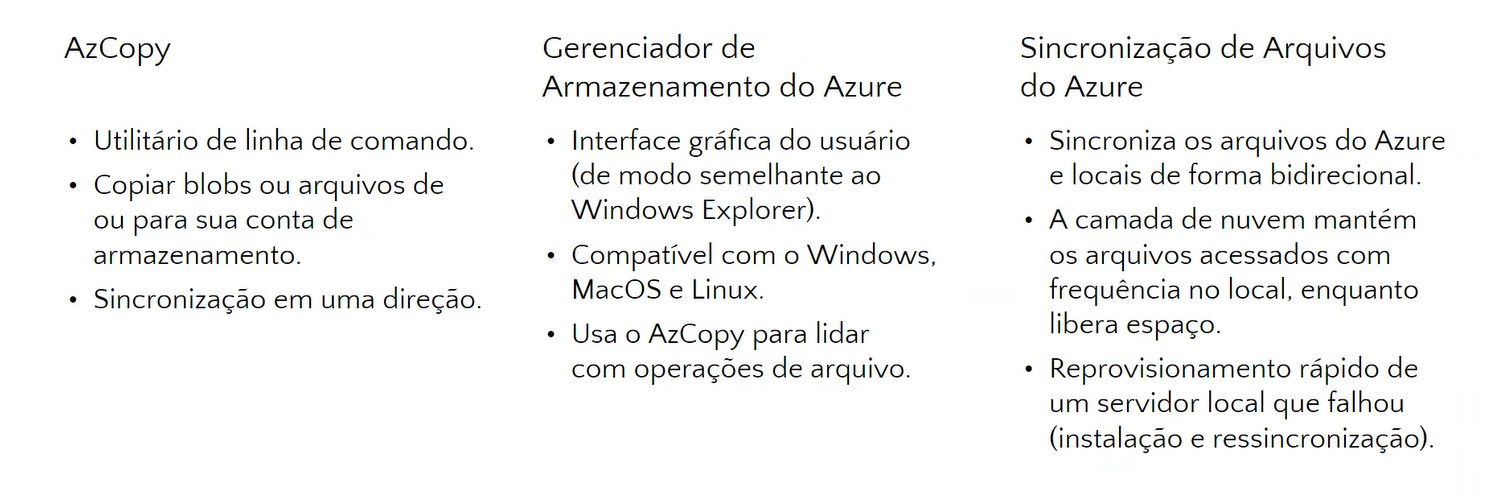 AzCopy
• Utilitário de linha de comando.
• Copiar blobs ou arquivos de
ou para sua conta de
armazenamento.
• Sincronização em uma direção.
Gerenciador de
Armazenamento do Azure
• Interface gráfica do usuário
(de modo semelhante ao
Windows Explorer).
• Compatível com o Windows,
MacOS e Linux.
• Usa o AzCopy para lidar
com operações de arquivo.
Sincronização de Arquivos
do Azure
• Sincroniza os arquivos do Azure
e locais de forma bidirecional.
• A camada de nuvem mantém
os arquivos acessados com
frequência no local, enquanto
libera espaço.
• Reprovisionamento rápido de
um servidor local que falhou
(instalação e ressincronização).